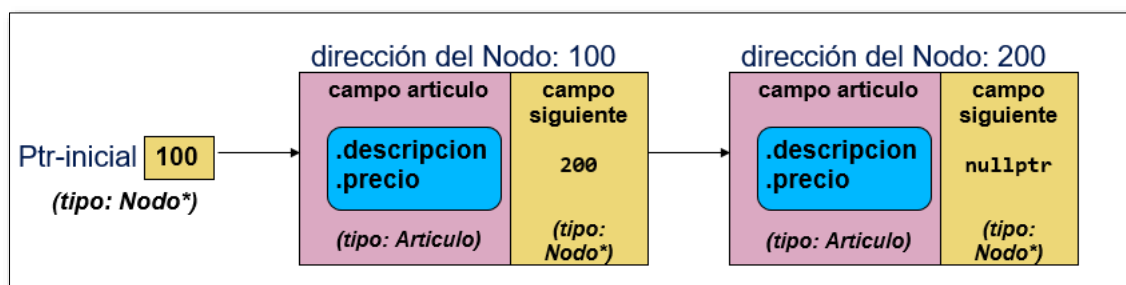 dirección del Nodo: 100
dirección del Nodo: 200
campo articulo
campo
siguiente
campo articulo
campo
siguiente
Ptr-inicial 100
.descripcion
.precio
200
.descripcion
.precio
nullptr
(tipo: Nodo*)
(tipo: Articulo)
(tipo:
Nodo*)
(tipo: Articulo)
(tipo:
Nodo*)